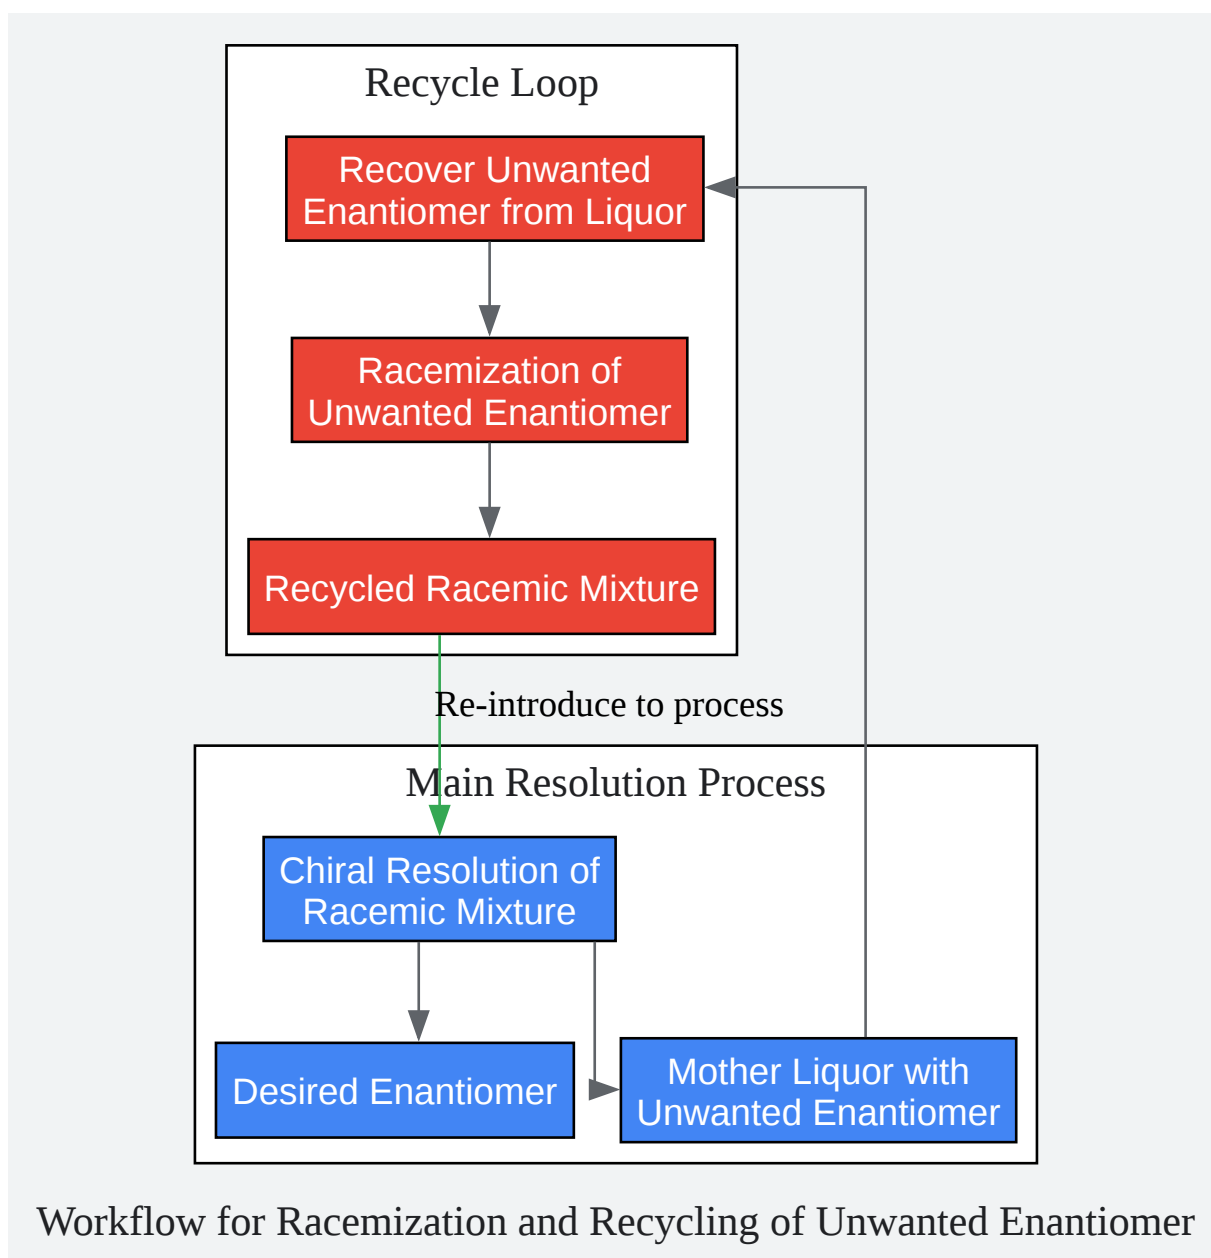 Recycle Loop
Recover Unwanted
Enantiomer from Liquor
Racemization of
Unwanted Enantiomer
Recycled Racemic Mixture
Re-introduce to process
Main Resolution Process
Chiral Resolution of
Racemic Mixture
Desired Enantiomer
Mother Liquor with
Unwanted Enantiomer
Workflow for Racemization and Recycling of Unwanted Enantiomer